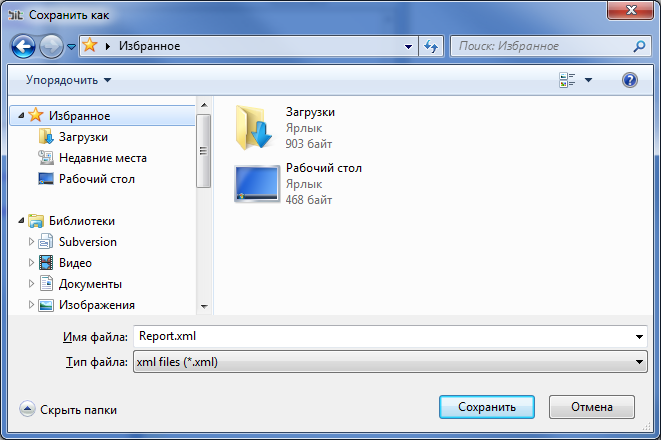 Сохранить как
Избранное
Поиск: Избранное
Упорядочить
Избранное
Загрузки
Недавние места
Рабочий стол
Библиотеки
Subversion
Видео
Документы
Изображения
Загрузки
Ярлык
903 байт
Рабочий стол
Ярлык
468 байт
Имя файла: Report.xml
Тип файла: xml files (*.xml)
Скрыть папки
Сохранить
Отмена